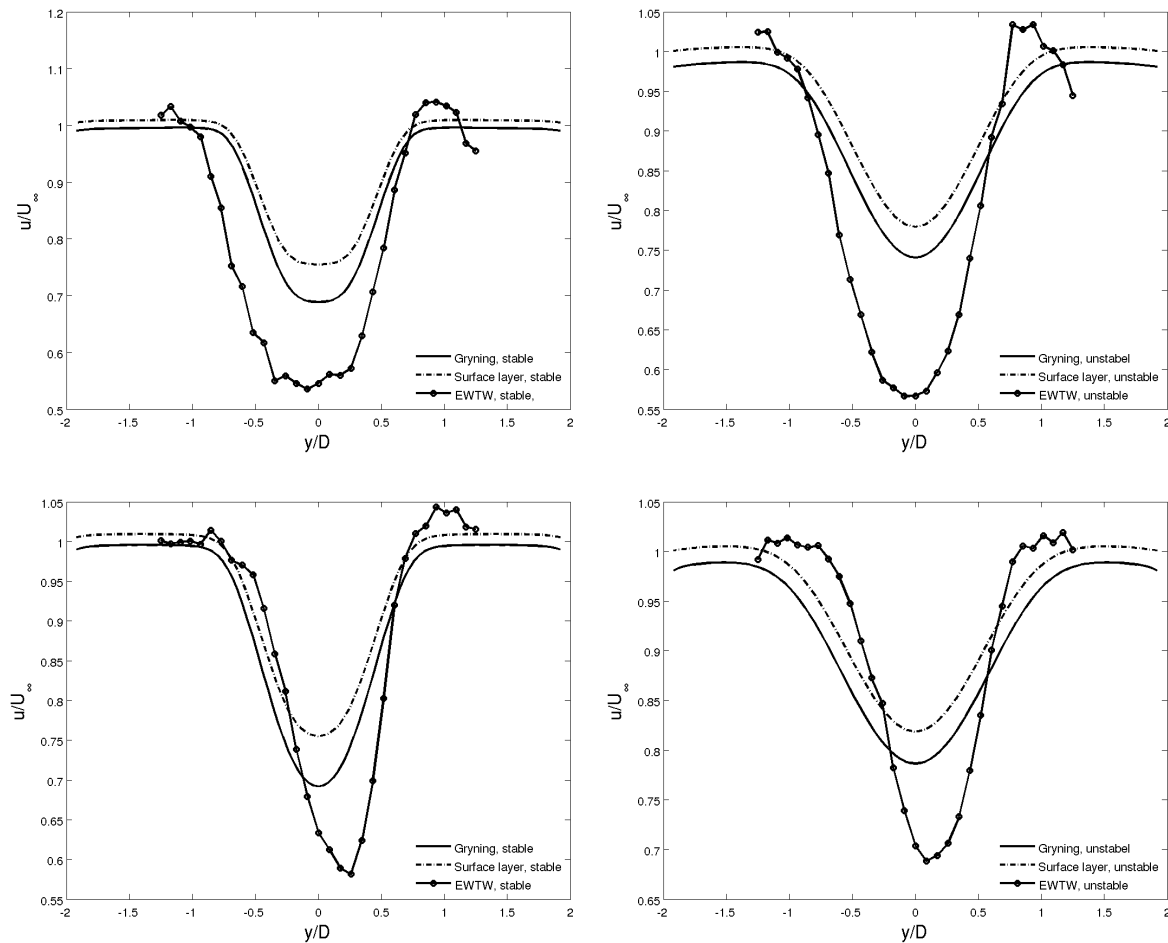 1.2
1.1
1
0.9
0.8
0.7
0.6
0.5
u/U∞
-2 -1.5 -1 -0.5 0 0.5 1 1.5 2
y/D
Gryning, stable
Surface layer, stable
EWTW, stable,
1.05
1
0.95
0.9
0.85
0.8
0.75
0.7
0.65
0.6
0.55
u/U∞
-2 -1.5 -1 -0.5 0 0.5 1 1.5 2
y/D
Gryning, unstabel
Surface layer, unstable
EWTW, unstable
1.05
1
0.95
0.9
0.85
0.8
0.75
0.7
0.65
0.6
0.55
u/U∞
-2 -1.5 -1 -0.5 0 0.5 1 1.5 2
y/D
Gryning, stable
Surface layer, stable
EWTW, stable
1.05
1
0.95
0.9
0.85
0.8
0.75
0.7
0.65
u/U∞
-2 -1.5 -1 -0.5 0 0.5 1 1.5 2
y/D
Gryning, unstabel
Surface layer, unstable
EWTW, unstable